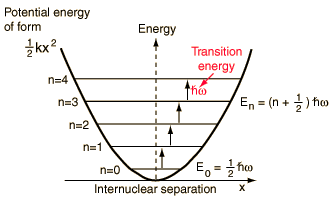 Potential energy
of form
½kx²
Energy
Transition
energy
n=4
ħω
n=3
Eₙ = (n + ½) ħω
n=2
n=1
n=0
E₀ = ½ ħω
Internuclear separation
x